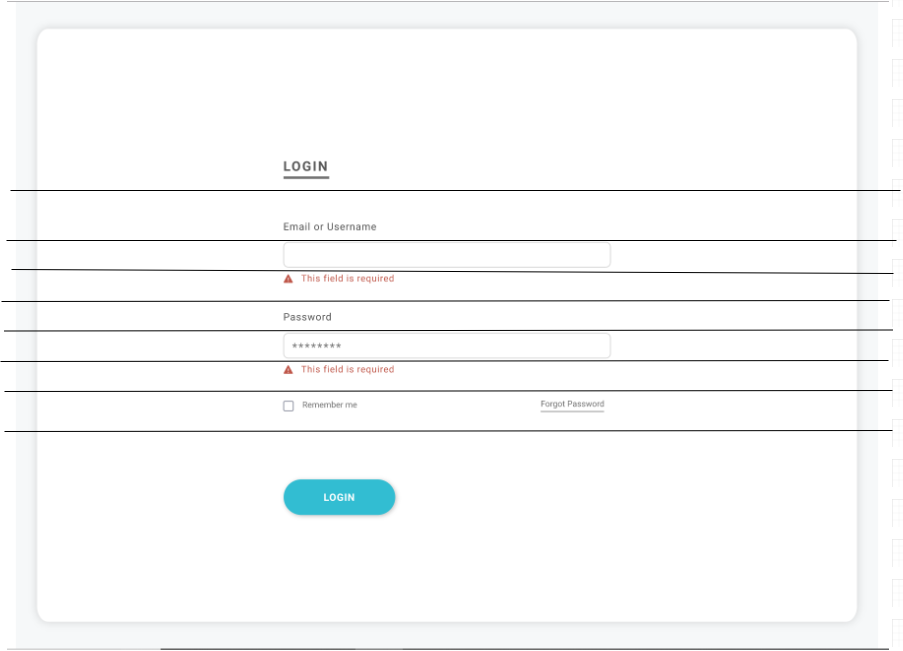 LOGIN
Email or Username
This field is required
Password
********
This field is required
Remember me Forgot Password
LOGIN